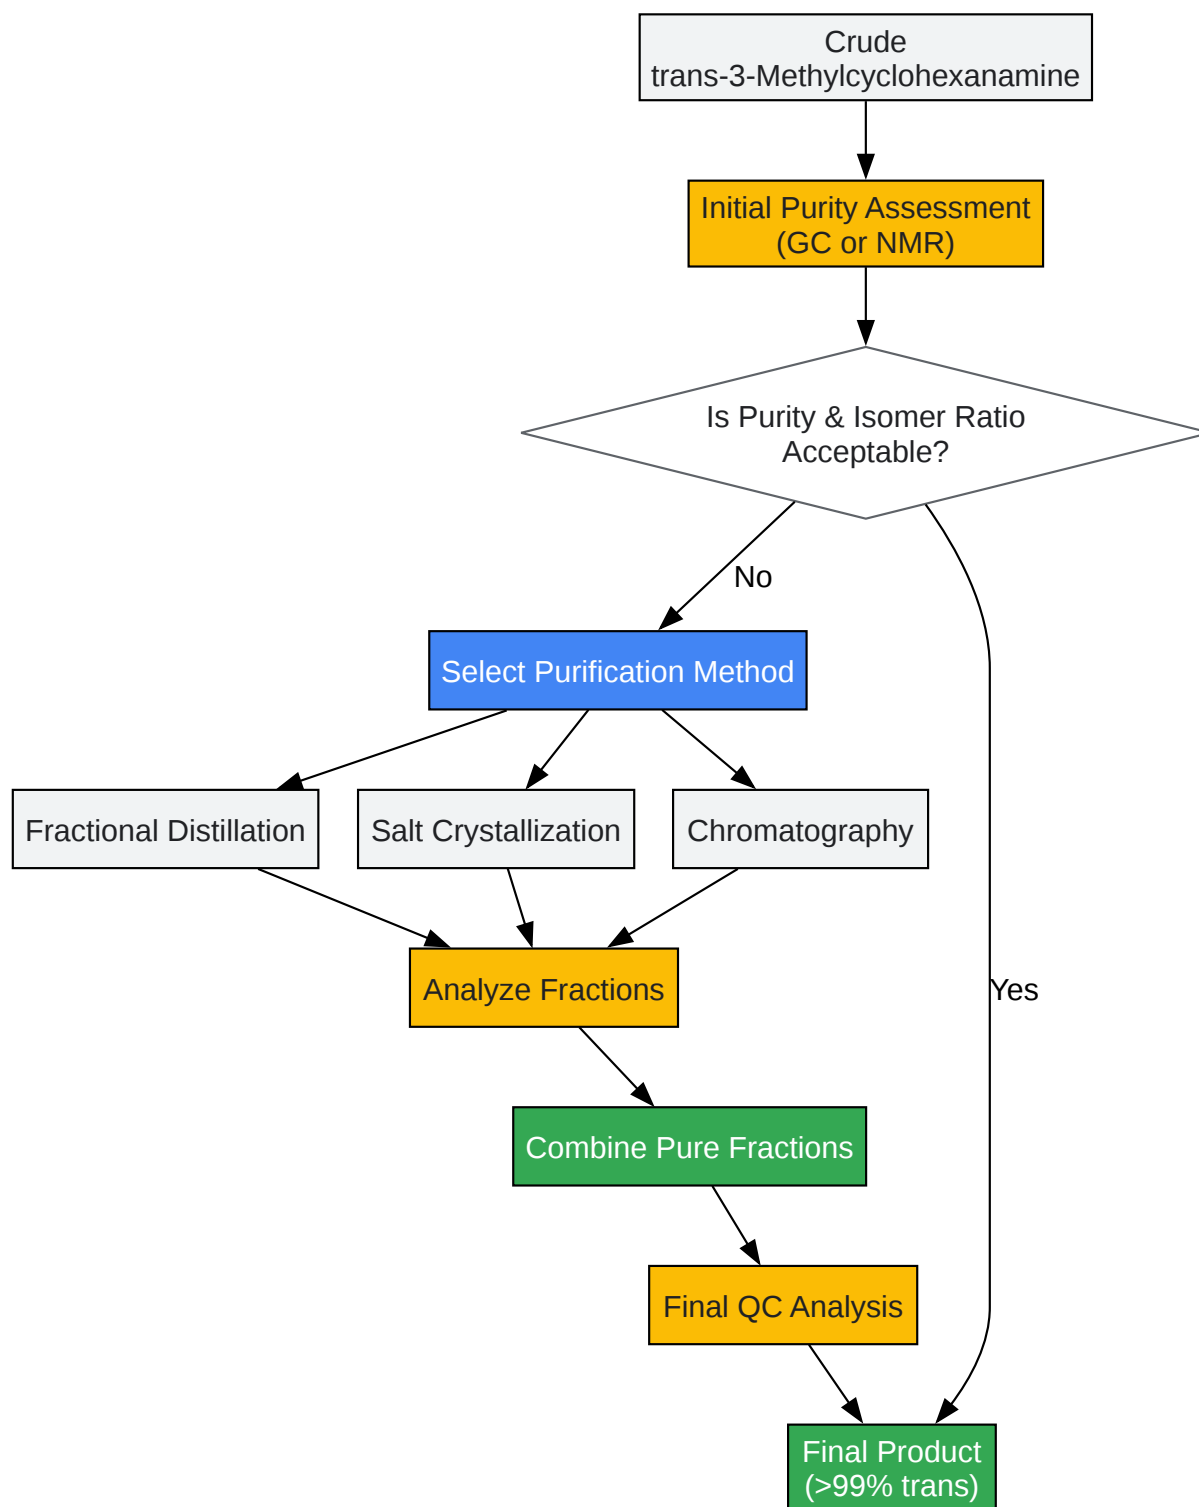 Crude
trans-3-Methylcyclohexanamine
Initial Purity Assessment
(GC or NMR)
Is Purity & Isomer Ratio
Acceptable?
No
Select Purification Method
Fractional Distillation
Salt Crystallization
Chromatography
Analyze Fractions
Yes
Combine Pure Fractions
Final QC Analysis
Final Product
(>99% trans)